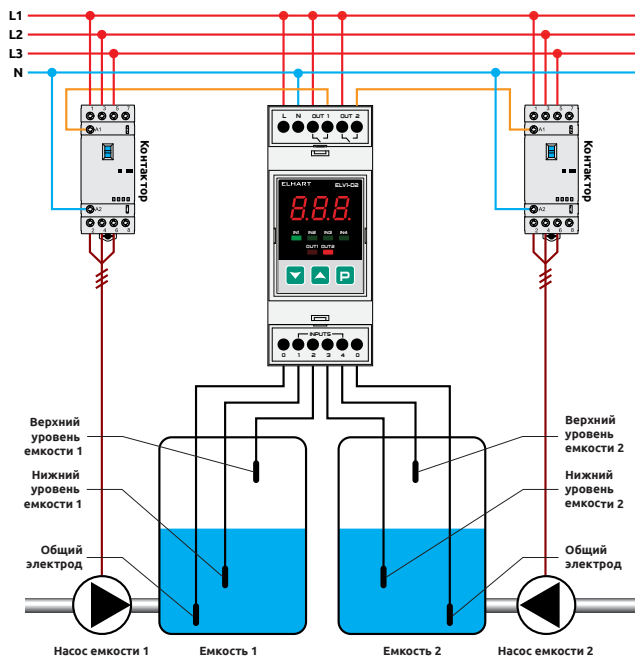 L1
L2
L3
N
1 3 5 7
A1
Контактор
A2
2 4 6 8
L N OUT 1 OUT 2
ELHART ELV1-02
8.8.8.
IN1 IN2 IN3 IN4
OUT1 OUT2
P
INPUTS
0 1 2 3 4 0
1 3 5 7
A1
Контактор
A2
2 4 6 8
Верхний
уровень
емкости 1
Нижний
уровень
емкости 1
Общий
электрод
Верхний
уровень
емкости 2
Нижний
уровень
емкости 2
Общий
электрод
Насос емкости 1
Емкость 1
Емкость 2
Насос емкости 2